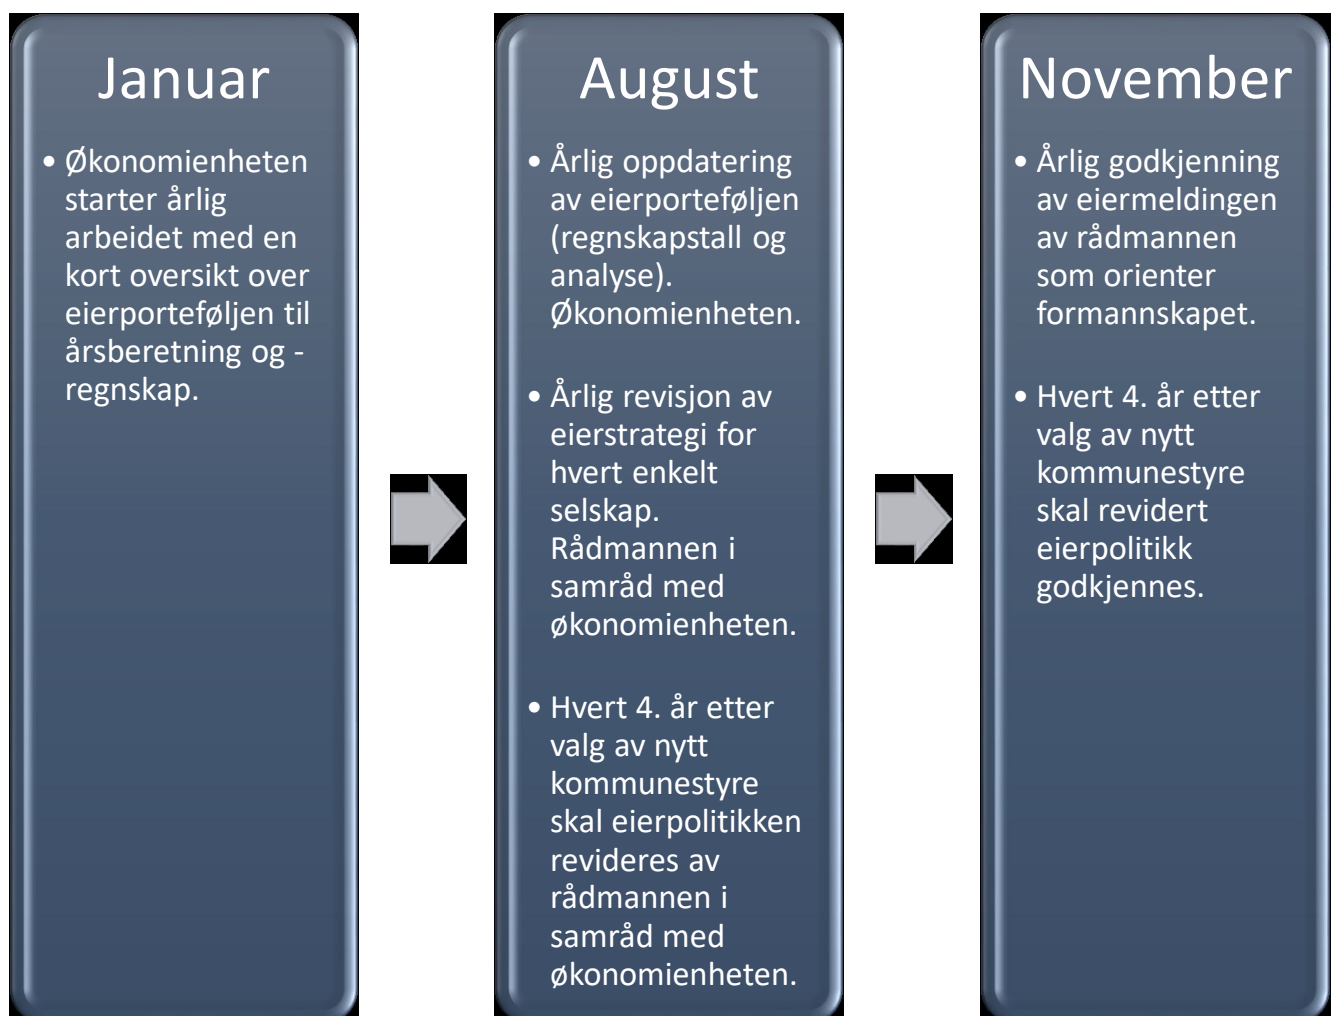 Januar
• Økonomienheten
starter årlig
arbeidet med en
kort oversikt over
eierporteføljen til
årsberetning og -
regnskap.
August
• Årlig oppdatering
av eierporteføljen
(regnskapstall og
analyse).
Økonomienheten.
• Årlig revisjon av
eierstrategi for
hvert enkelt
selskap.
Rådmannen i
samråd med
økonomienheten.
• Hvert 4. år etter
valg av nytt
kommunestyre
skal eierpolitikken
revideres av
rådmannen i
samråd med
økonomienheten.
November
• Årlig godkjenning
av eiermeldingen
av rådmannen
som orienter
formannskapet.
• Hvert 4. år etter
valg av nytt
kommunestyre
skal revidert
eierpolitikk
godkjennes.